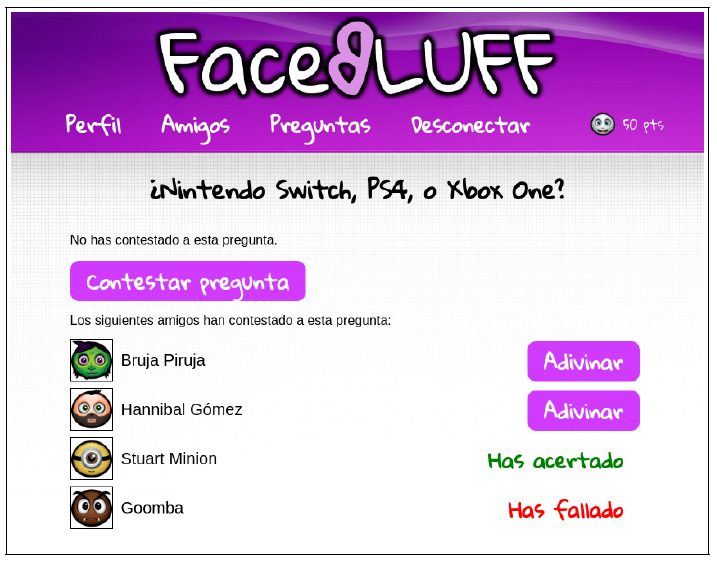 FaceBLUFF
Perfil Amigos Preguntas Desconectar 50 pts
¿Nintendo Switch, PS4, o Xbox One?
No has contestado a esta pregunta.
Contestar pregunta
Los siguientes amigos han contestado a esta pregunta:
Bruja Piruja Adivinar
Hannibal Gómez Adivinar
Stuart Minion Has acertado
Goomba Has fallado